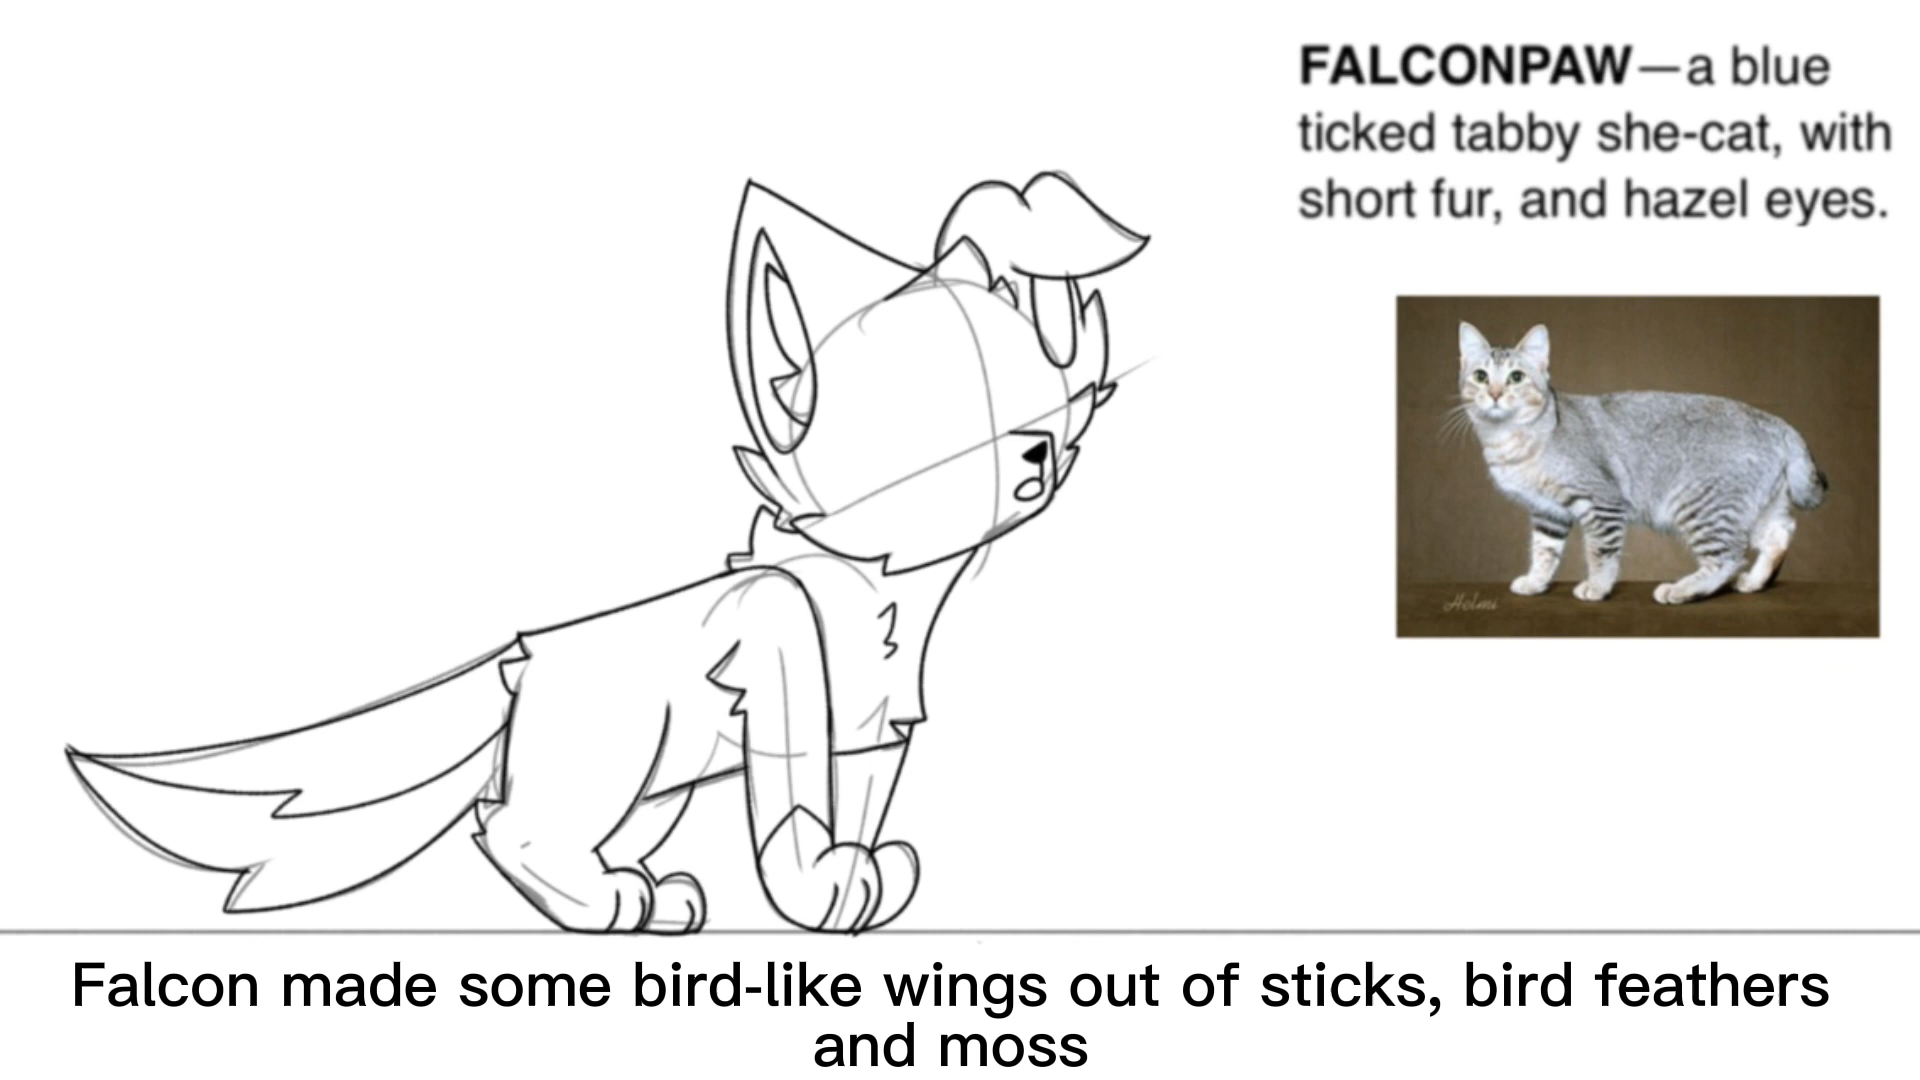 FALCONPAW—a blue
ticked tabby she-cat, with
short fur, and hazel eyes.
Helmi
Falcon made some bird-like wings out of sticks, bird feathers
and moss